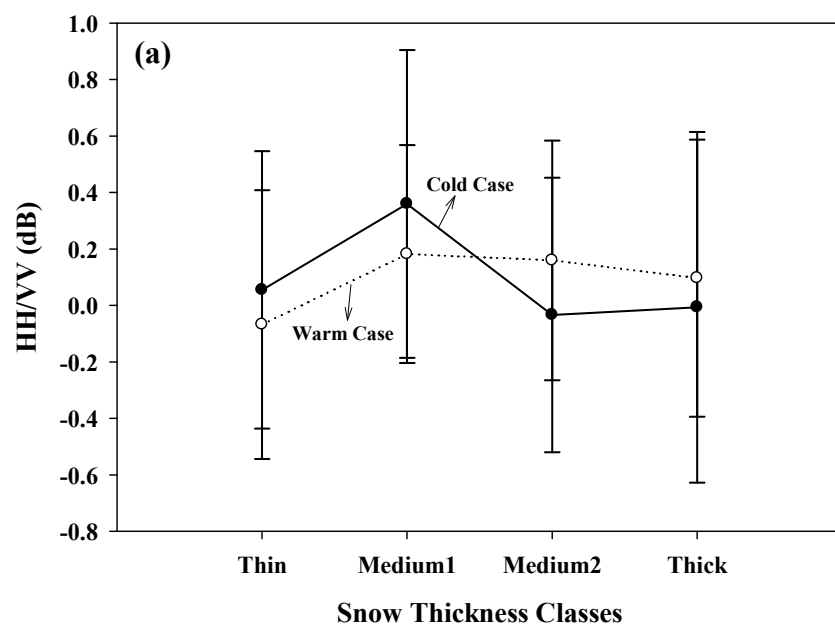 (a)
1.0
0.8
0.6
0.4
0.2
0.0
-0.2
-0.4
-0.6
-0.8
HH/VV (dB)
Cold Case
Warm Case
Thin Medium1 Medium2 Thick
Snow Thickness Classes